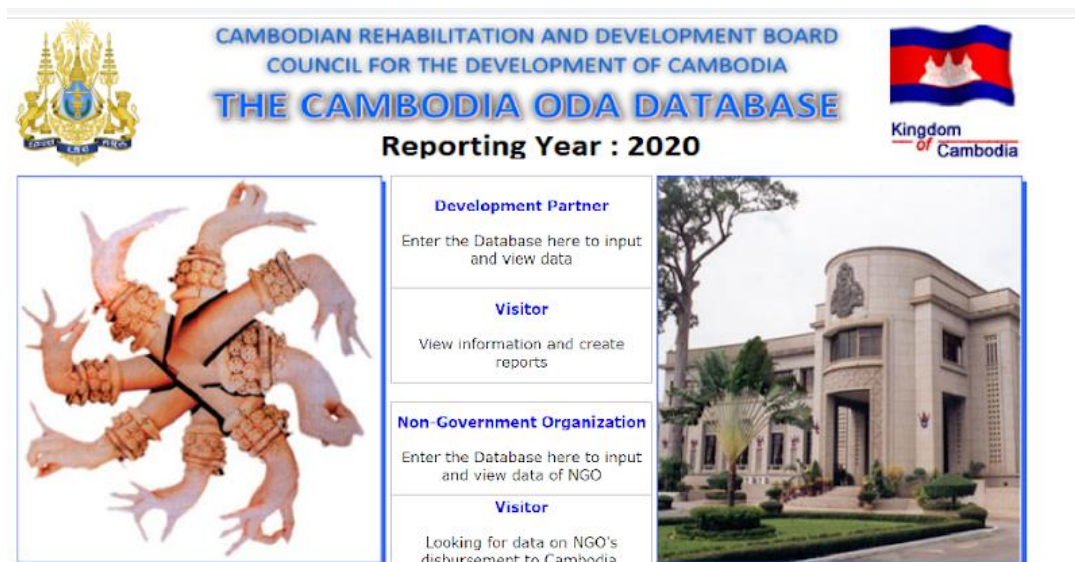 CAMBODIAN REHABILITATION AND DEVELOPMENT BOARD
COUNCIL FOR THE DEVELOPMENT OF CAMBODIA
THE CAMBODIA ODA DATABASE
Reporting Year : 2020
Kingdom
of Cambodia
Development Partner
Enter the Database here to input
and view data
Visitor
View information and create
reports
Non-Government Organization
Enter the Database here to input
and view data of NGO
Visitor
Looking for data on NGO's
disbursement to Cambodia